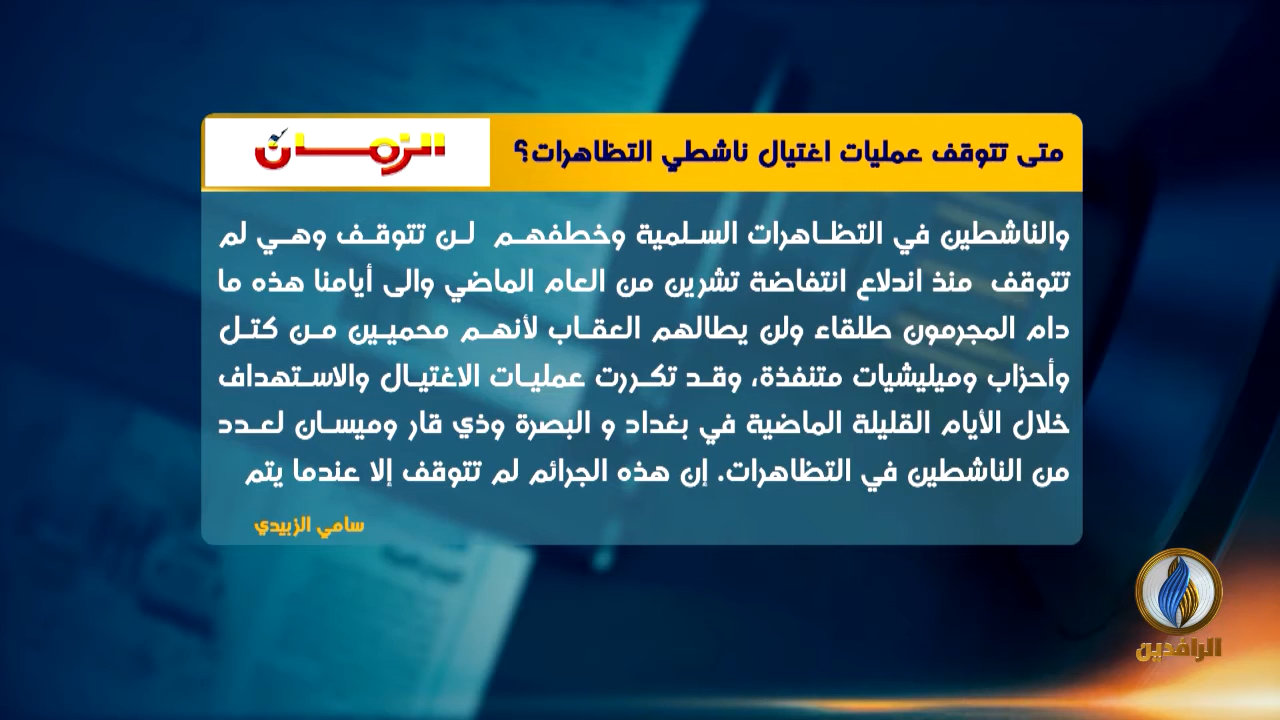 متى تتوقف عمليات اغتيال ناشطي التظاهرات؟
الزمان
والناشطين في التظاهرات السلمية وخطفهم لن تتوقف وهي لم
تتوقف منذ اندلاع انتفاضة تشرين من العام الماضي والى أيامنا هذه ما
دام المجرمون طلقاء ولن يطالهم العقاب لأنهم محميين من كتل
وأحزاب وميليشيات متنفذة، وقد تكررت عمليات الاغتيال والاستهداف
خلال الأيام القليلة الماضية في بغداد و البصرة وذي قار وميسان لعدد
من الناشطين في التظاهرات. إن هذه الجرائم لم تتوقف إلا عندما يتم
سامي الزبيدي
الرافدين